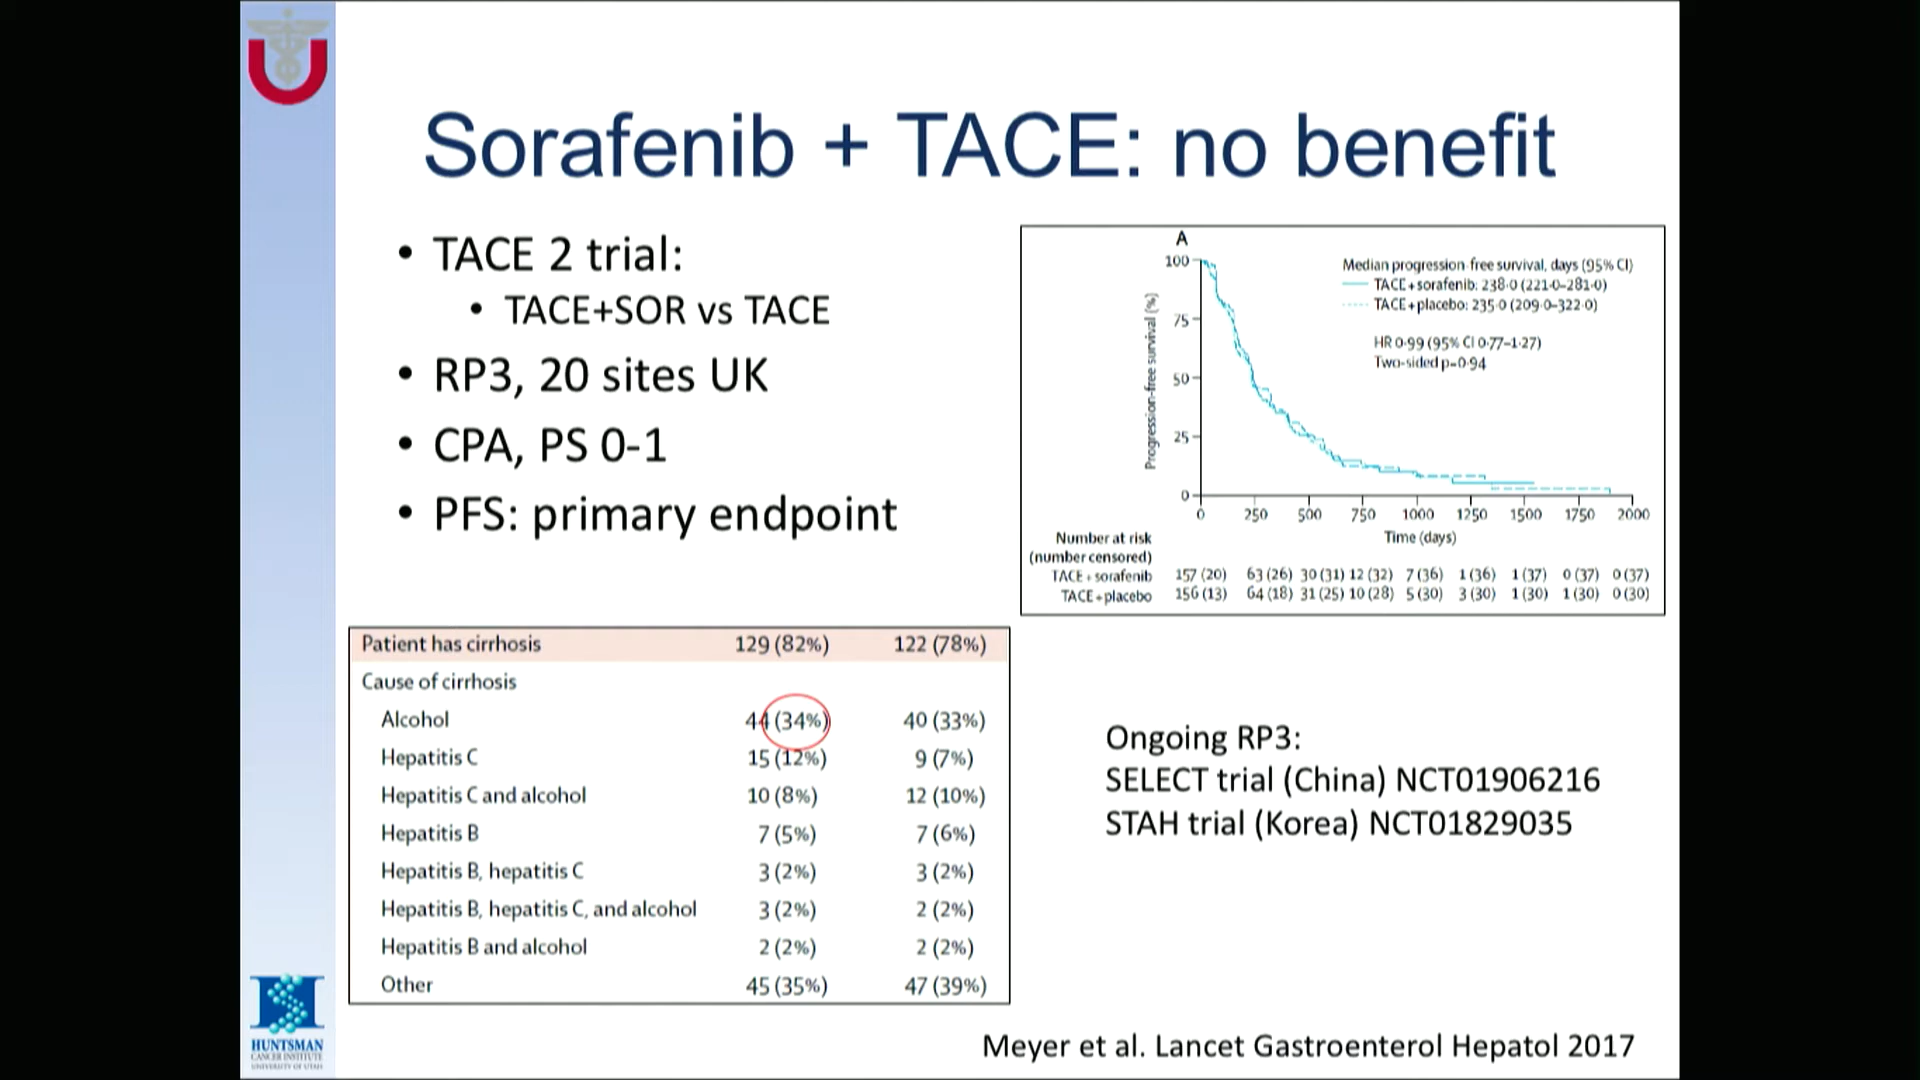 Sorafenib + TACE: no benefit
• TACE 2 trial:
• TACE+SOR vs TACE
• RP3, 20 sites UK
• CPA, PS 0-1
• PFS: primary endpoint
A
Median progression-free survival, days (95% CI)
TACE+sorafenib: 238·0 (221·0–281·0)
TACE+placebo: 235·0 (209·0–322·0)
HR 0·99 (95% CI 0·77–1·27)
Two-sided p=0·94
Progression-free survival (%)
100
75
50
25
0
0 250 500 750 1000 1250 1500 1750 2000
Time (days)
Number at risk
(number censored)
TACE+sorafenib 157 (20) 63 (26) 30 (31) 12 (32) 7 (36) 1 (36) 1 (37) 0 (37) 0 (37)
TACE+placebo 156 (13) 64 (18) 31 (25) 10 (28) 5 (30) 3 (30) 1 (30) 1 (30) 0 (30)
Patient has cirrhosis 129 (82%) 122 (78%)
Cause of cirrhosis
Alcohol 44 (34%) 40 (33%)
Hepatitis C 15 (12%) 9 (7%)
Hepatitis C and alcohol 10 (8%) 12 (10%)
Hepatitis B 7 (5%) 7 (6%)
Hepatitis B, hepatitis C 3 (2%) 3 (2%)
Hepatitis B, hepatitis C, and alcohol 3 (2%) 2 (2%)
Hepatitis B and alcohol 2 (2%) 2 (2%)
Other 45 (35%) 47 (39%)
Ongoing RP3:
SELECT trial (China) NCT01906216
STAH trial (Korea) NCT01829035
Meyer et al. Lancet Gastroenterol Hepatol 2017
HUNTSMAN
CANCER INSTITUTE
UNIVERSITY OF UTAH